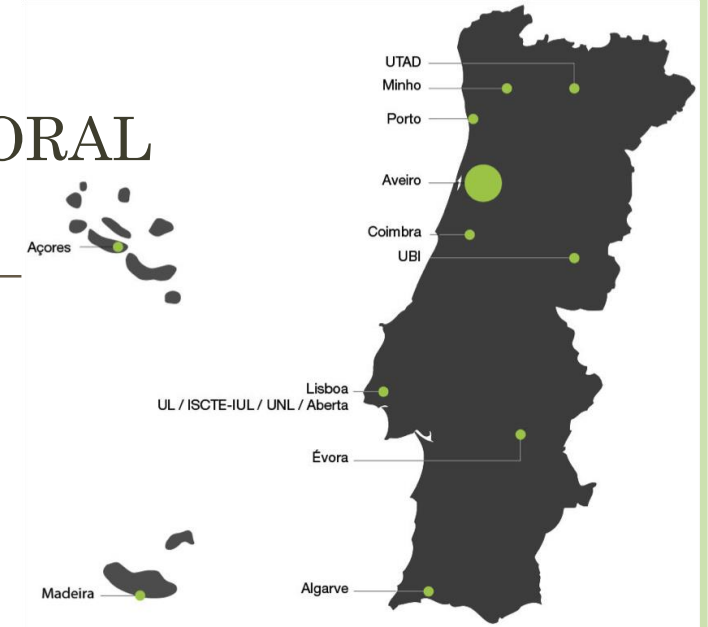 ORAL
UTAD
Minho
Porto
Aveiro
Coimbra
UBI
Açores
Lisboa
UL / ISCTE-IUL / UNL / Aberta
Évora
Madeira
Algarve